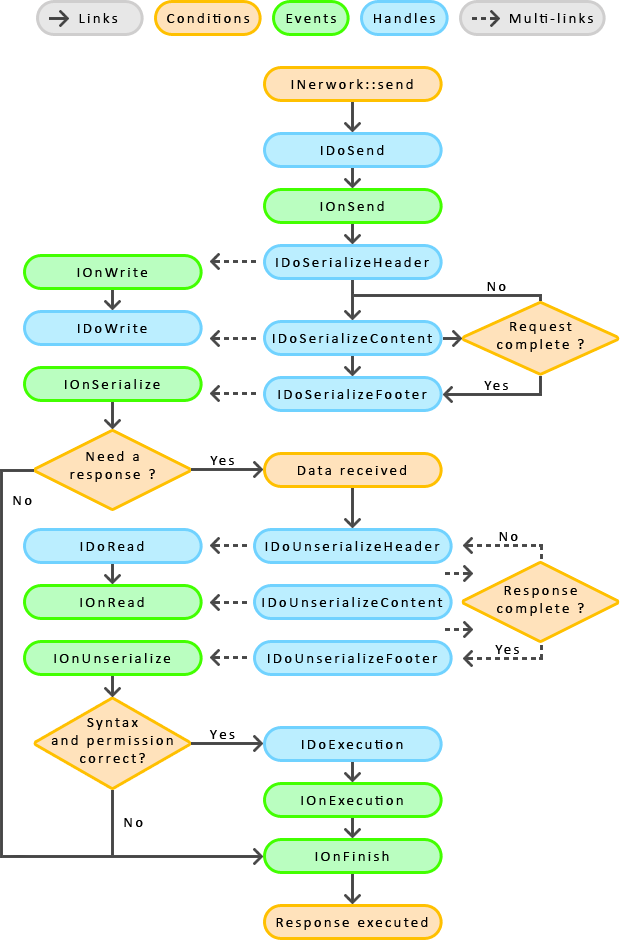 Links
Conditions
Events
Handles
Multi-links
INerwork::send
IDoSend
IOnSend
IDoSerializeHeader
IOnWrite
No
IDoWrite
IDoSerializeContent
Request
complete ?
IOnSerialize
IDoSerializeFooter
Yes
Need a
response ?
Yes
Data received
No
IDoRead
IDoUnserializeHeader
No
IOnRead
IDoUnserializeContent
Response
complete ?
IOnUnserialize
IDoUnserializeFooter
Yes
Syntax
and permission
correct?
Yes
IDoExecution
IOnExecution
No
IOnFinish
Response executed